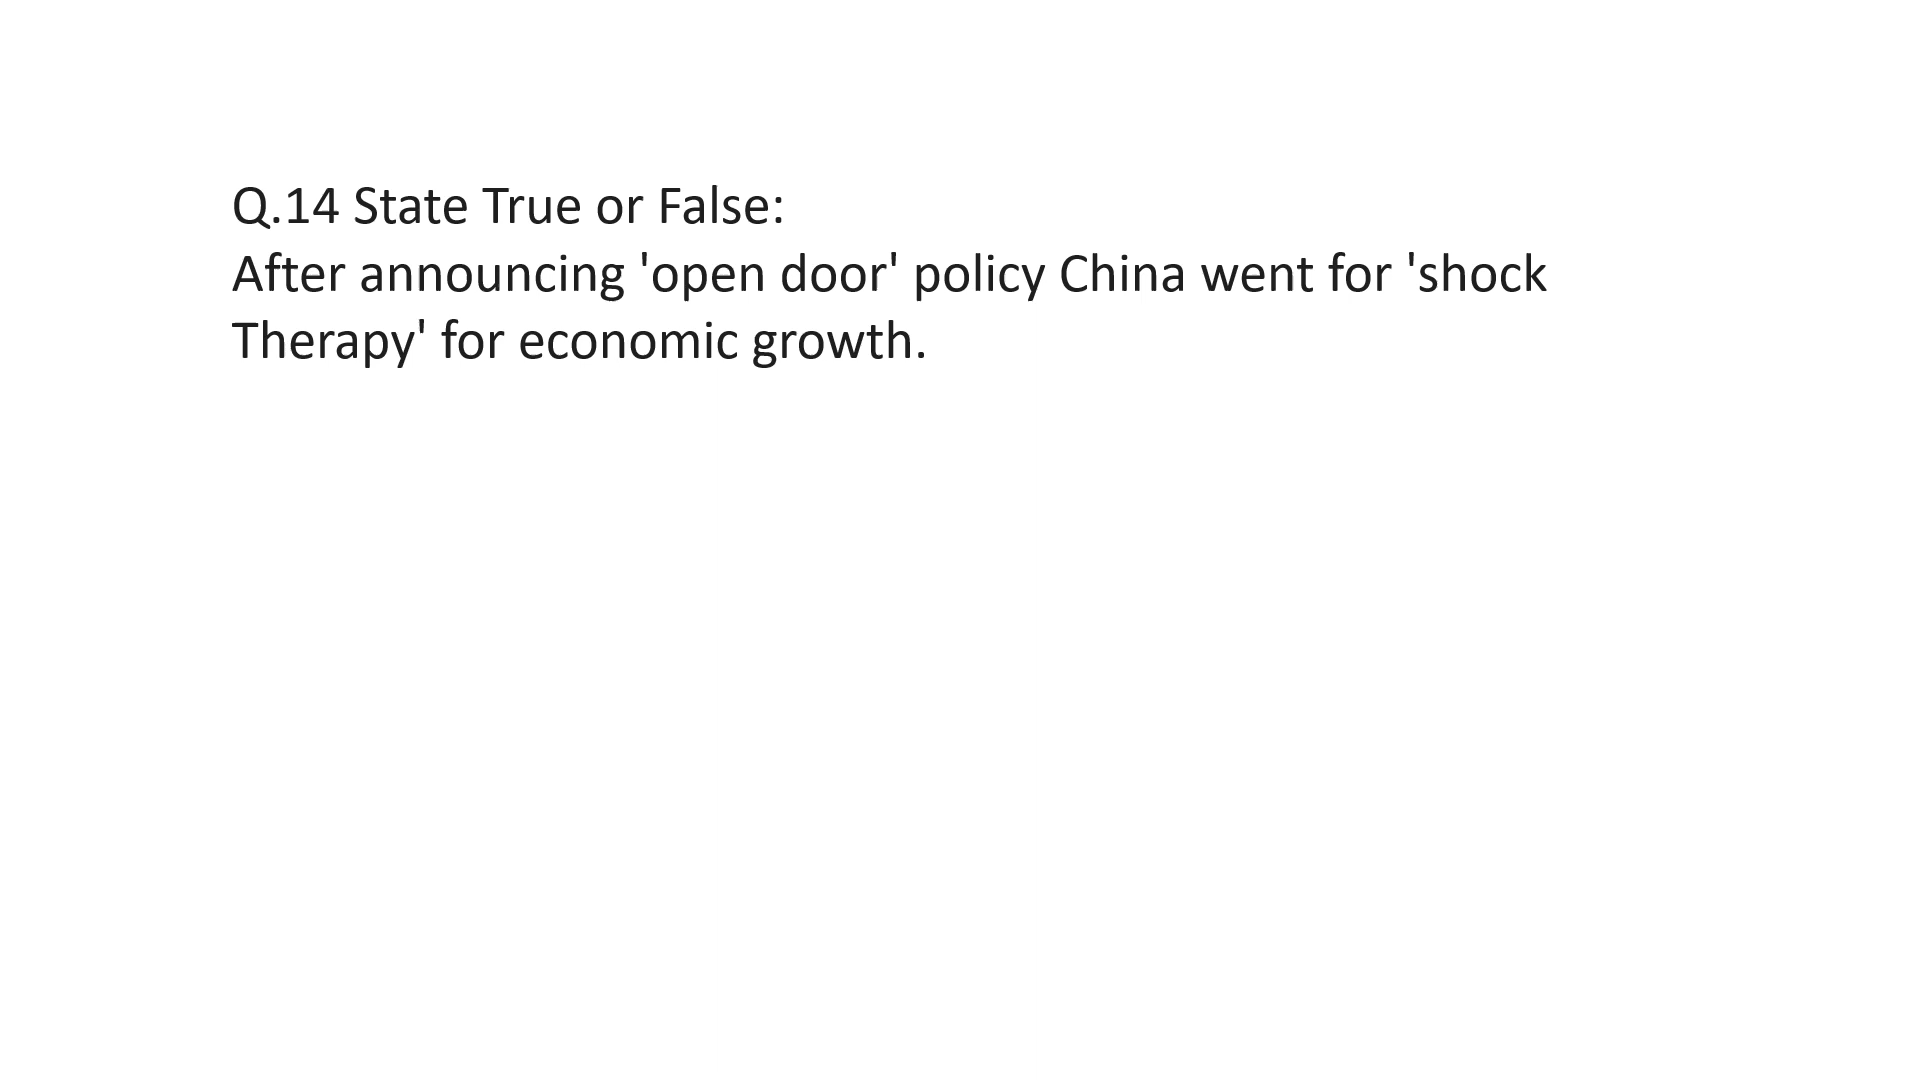 Q.14 State True or False:
After announcing 'open door' policy China went for 'shock
Therapy' for economic growth.